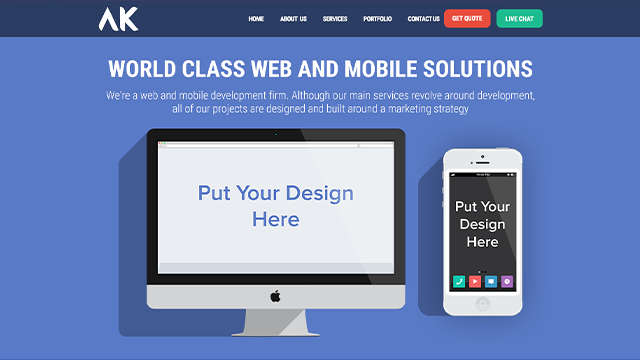 AK
HOME ABOUT US SERVICES PORTFOLIO CONTACT US GET QUOTE LIVE CHAT
WORLD CLASS WEB AND MOBILE SOLUTIONS
We're a web and mobile development firm. Although our main services revolve around development,
all of our projects are designed and built around a marketing strategy
Put Your Design
Here
Put Your
Design
Here